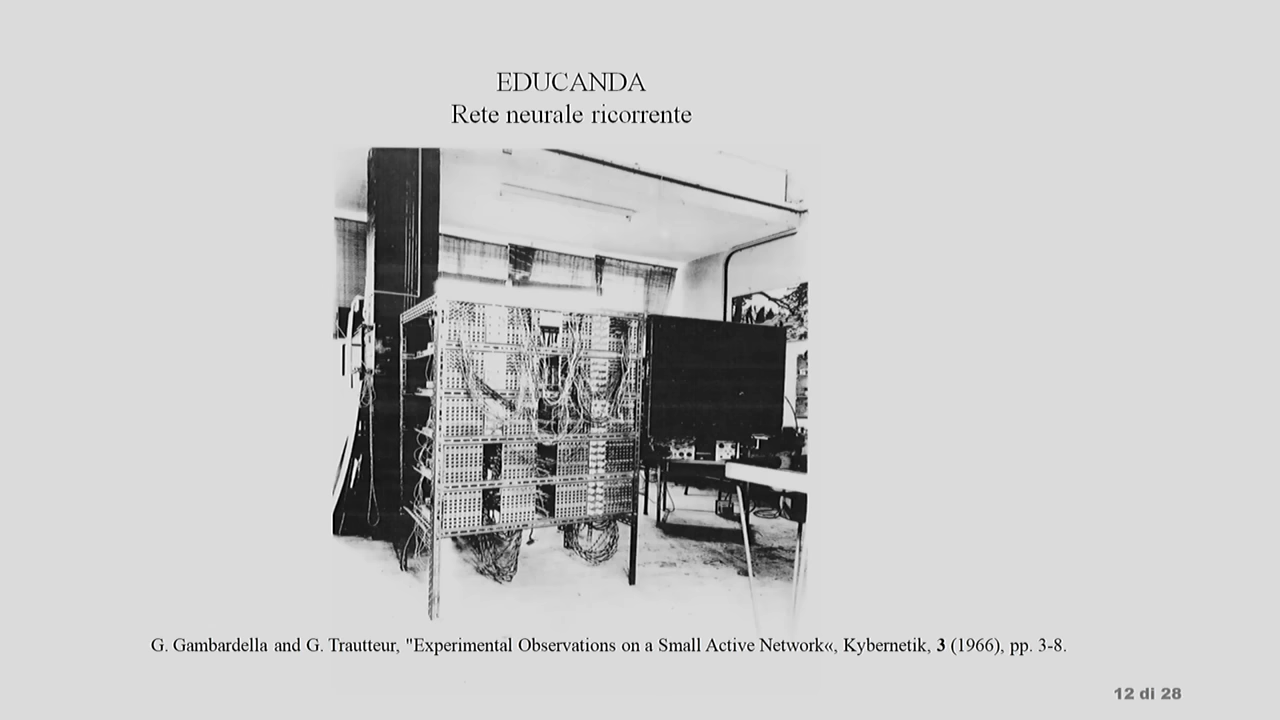 EDUCANDA
Rete neurale ricorrente
G. Gambardella and G. Trautteur, "Experimental Observations on a Small Active Network«, Kybernetik, 3 (1966), pp. 3-8.
12 di 28